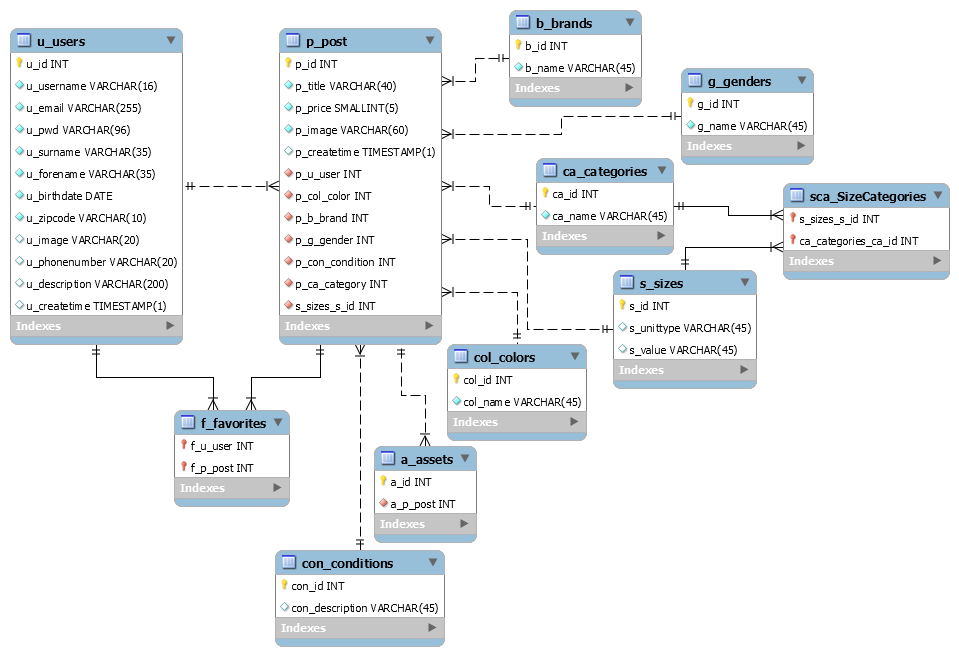 u_users
u_id INT
u_username VARCHAR(16)
u_email VARCHAR(255)
u_pwd VARCHAR(96)
u_surname VARCHAR(35)
u_forename VARCHAR(35)
u_birthdate DATE
u_zipcode VARCHAR(10)
u_image VARCHAR(20)
u_phonenumber VARCHAR(20)
u_description VARCHAR(200)
u_createtime TIMESTAMP(1)
Indexes
p_post
p_id INT
p_title VARCHAR(40)
p_price SMALLINT(5)
p_image VARCHAR(60)
p_createtime TIMESTAMP(1)
p_u_user INT
p_col_color INT
p_b_brand INT
p_g_gender INT
p_con_condition INT
p_ca_category INT
s_sizes_s_id INT
Indexes
b_brands
b_id INT
b_name VARCHAR(45)
Indexes
g_genders
g_id INT
g_name VARCHAR(45)
Indexes
ca_categories
ca_id INT
ca_name VARCHAR(45)
Indexes
sca_SizeCategories
s_sizes_s_id INT
ca_categories_ca_id INT
Indexes
s_sizes
s_id INT
s_unittype VARCHAR(45)
s_value VARCHAR(45)
Indexes
col_colors
col_id INT
col_name VARCHAR(45)
Indexes
f_favorites
f_u_user INT
f_p_post INT
Indexes
a_assets
a_id INT
a_p_post INT
Indexes
con_conditions
con_id INT
con_description VARCHAR(45)
Indexes